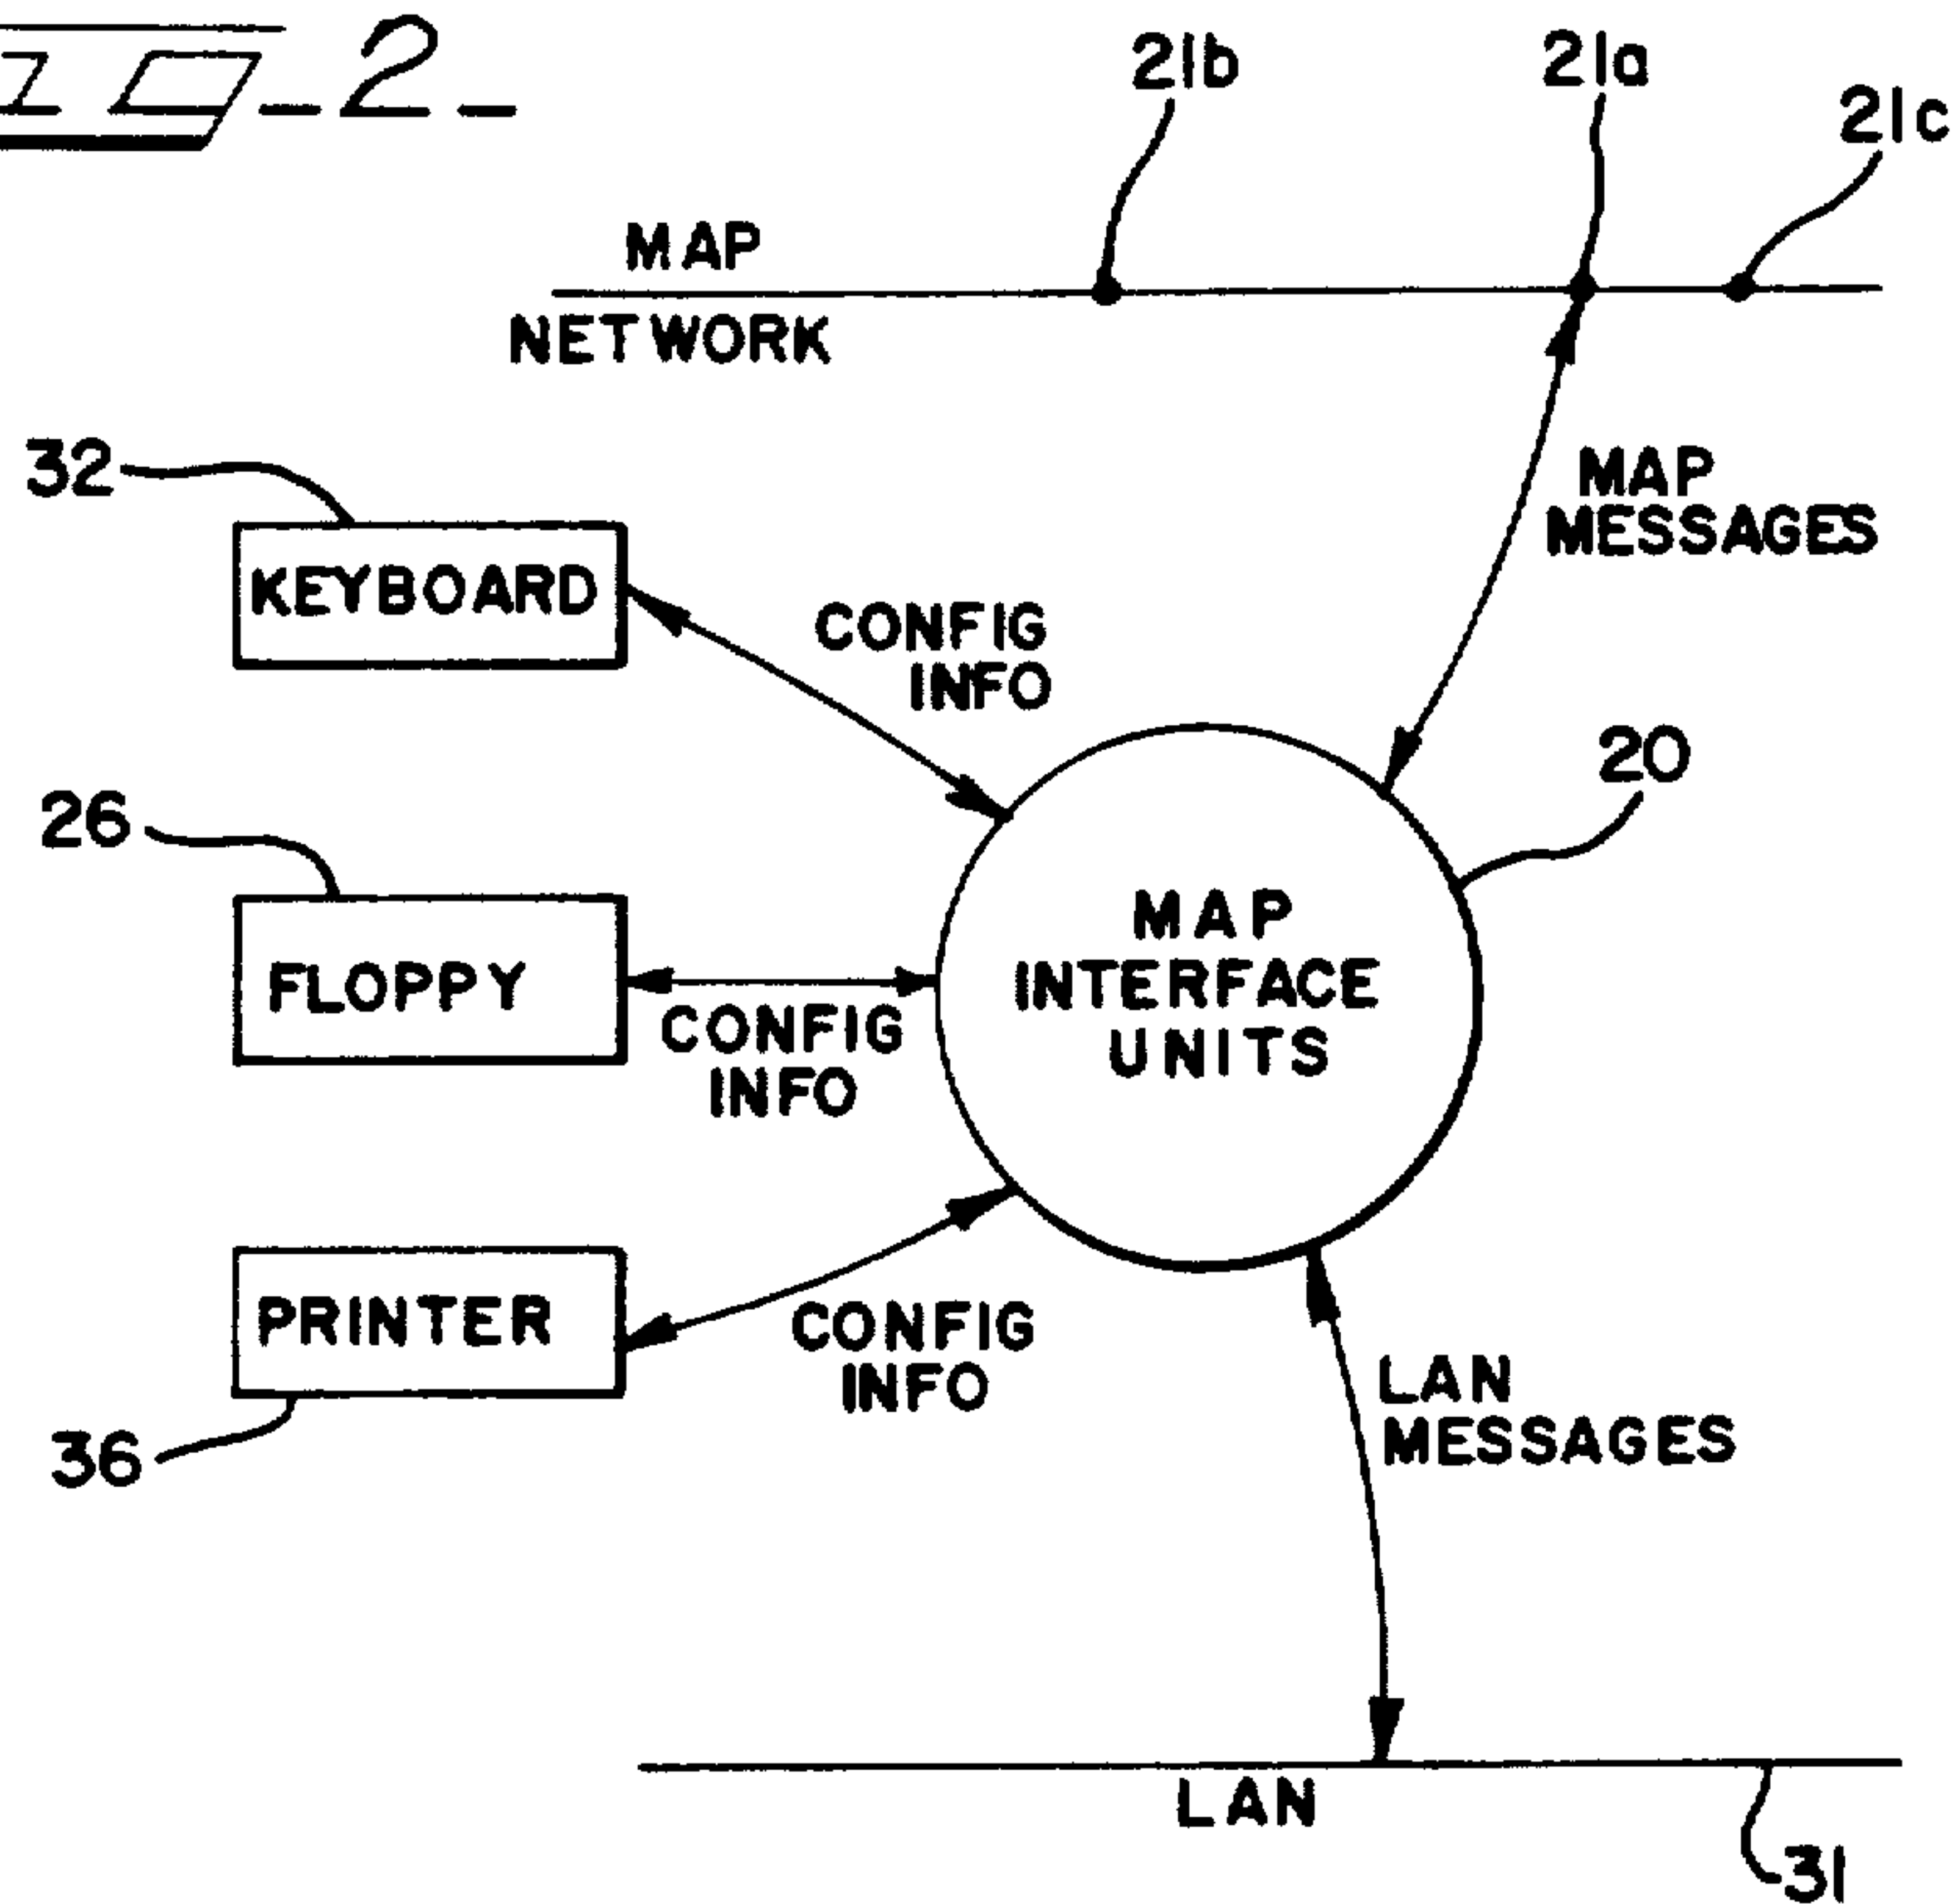 -2-
21b
21a
21c
MAP
NETWORK
32
MAP
MESSAGES
KEYBOARD
CONFIG
INFO
20
26
MAP
INTERFACE
UNITS
FLOPPY
CONFIG
INFO
PRINTER
CONFIG
INFO
LAN
MESSAGES
36
LAN
31